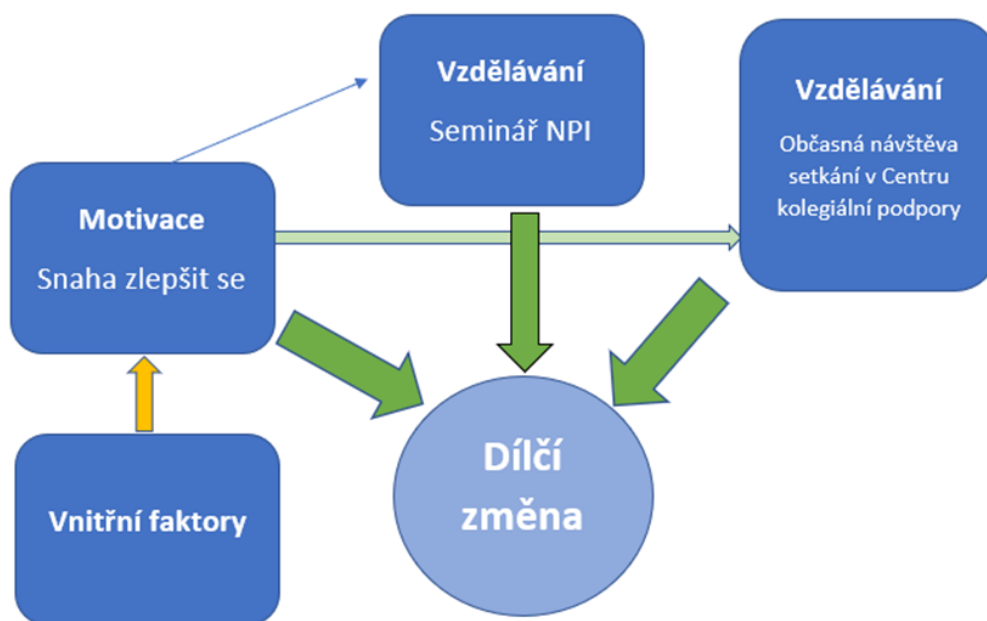 Vzdělávání
Seminář NPI
Vzdělávání
Občasná návštěva
setkání v Centru
kolegiální podpory
Motivace
Snaha zlepšit se
Vnitřní faktory
Dílčí
změna